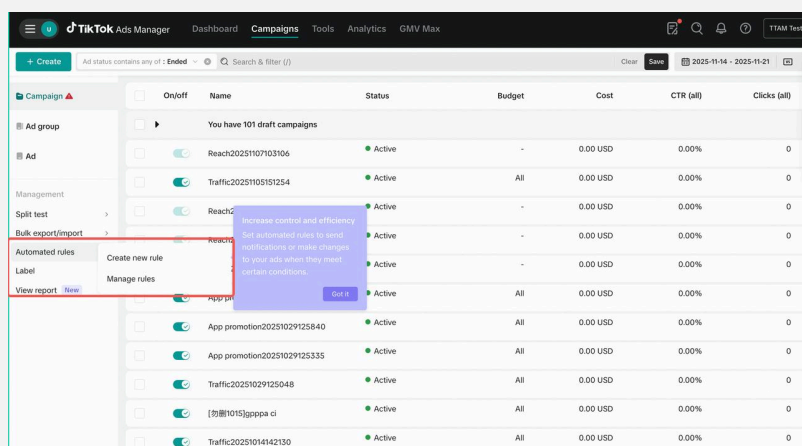 U TikTok Ads Manager Dashboard Campaigns Tools Analytics GMV Max TTAM Test
+ Create Ad status contains any of : Ended Search & filter (/) Clear Save 2025-11-14 - 2025-11-21
Campaign On/off Name Status Budget Cost CTR (all) Clicks (all)
Ad group You have 101 draft campaigns
Ad Reach20251107103106 Active - 0.00 USD 0.00% 0
Traffic20251105151254 Active All 0.00 USD 0.00% 0
Management
Split test Reach2 Active - 0.00 USD 0.00% 0
Increase control and efficiency
Bulk export/import Reach2 Active - 0.00 USD 0.00% 0
Set automated rules to send
notifications or make changes
to your ads when they meet
certain conditions.
Got it
Automated rules Create new rule Active - 0.00 USD 0.00% 0
Label Manage rules
View report New App pr Active All 0.00 USD 0.00% 0
App promotion20251029125840 Active All 0.00 USD 0.00% 0
App promotion20251029125335 Active All 0.00 USD 0.00% 0
Traffic20251029125048 Active All 0.00 USD 0.00% 0
[勿删1015]gpppa ci Active All 0.00 USD 0.00% 0
Traffic20251014142130 Active All 0.00 USD 0.00% 0